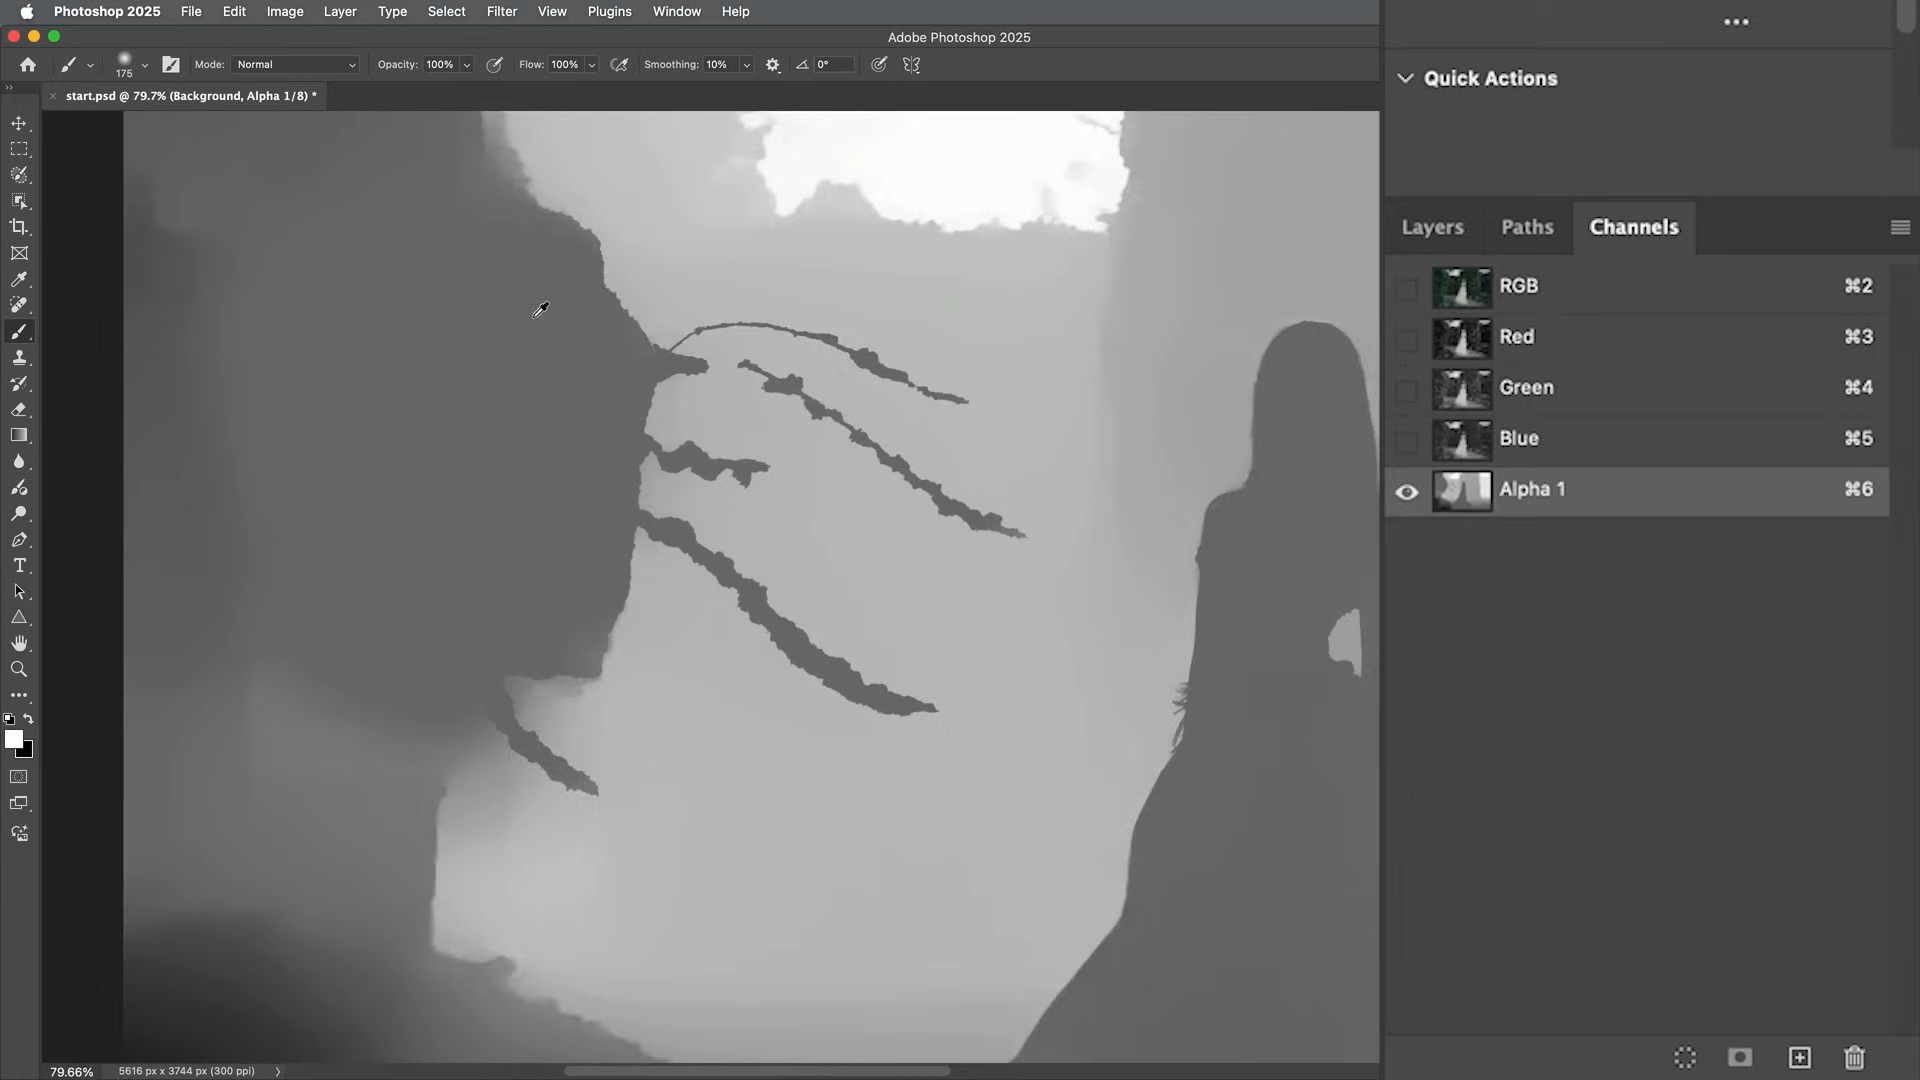 Photoshop 2025 File Edit Image Layer Type Select Filter View Plugins Window Help
Adobe Photoshop 2025
175 Mode: Normal Opacity: 100% Flow: 100% Smoothing: 10% 0°
start.psd @ 79.7% (Background, Alpha 1/8) *
Quick Actions
Layers Paths Channels
RGB ⌘2
Red ⌘3
Green ⌘4
Blue ⌘5
Alpha 1 ⌘6
79.66% 5616 px x 3744 px (300 ppi)